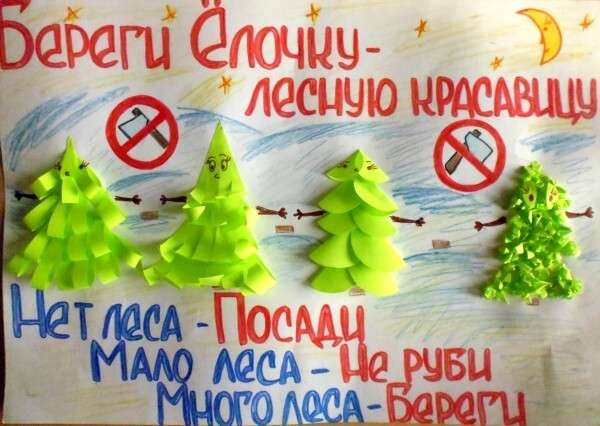 Береги Ёлочку-
лесную красавицу
Нет леса - Посади
Мало леса - Не руби
Много леса - Береги